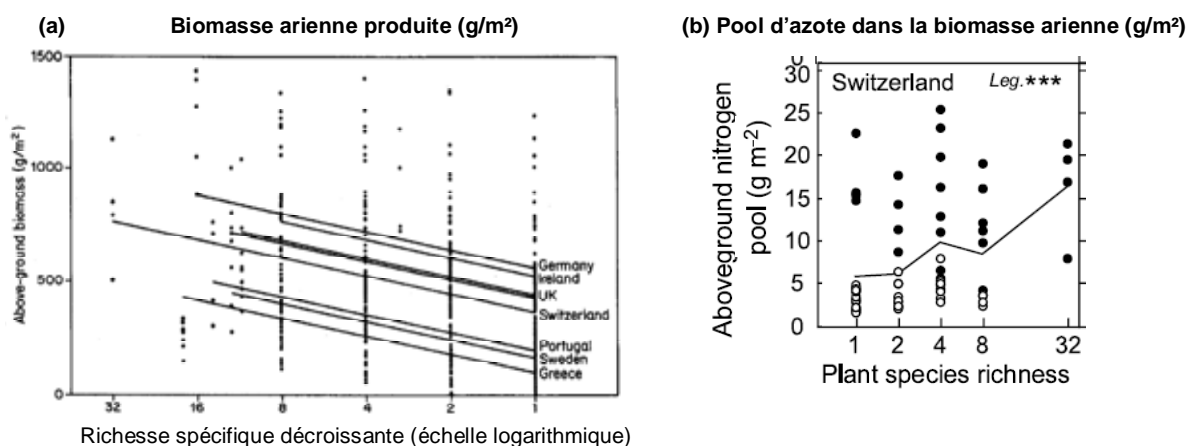 (a) Biomasse arienne produite (g/m²)
1500
1000
500
0
Above-ground biomass (g/m²)
Germany
Ireland
UK
Switzerland
Portugal
Sweden
Greece
32 16 8 4 2 1
Richesse spécifique décroissante (échelle logarithmique)
(b) Pool d’azote dans la biomasse arienne (g/m²)
Switzerland Leg.***
30
25
20
15
10
5
0
Aboveground nitrogen
pool (g m-2)
1 2 4 8 32
Plant species richness